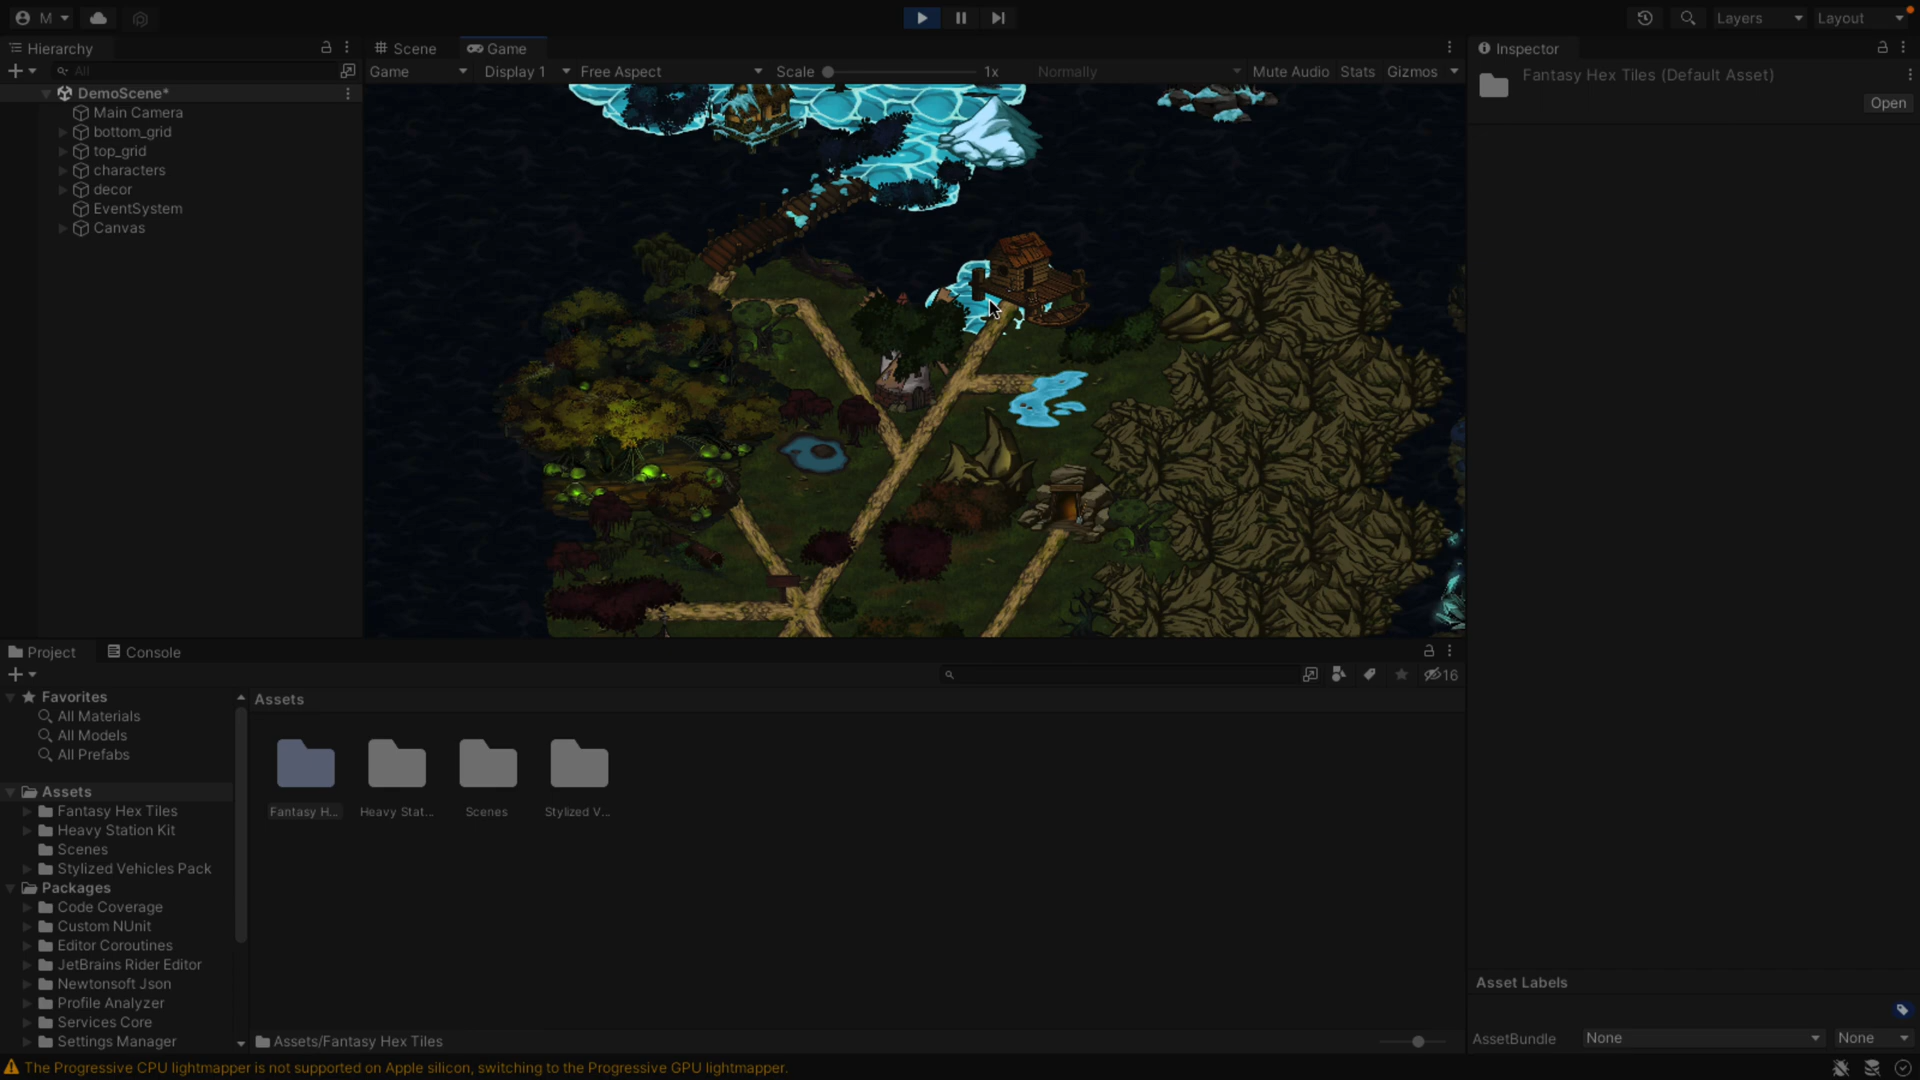 M
Layers
Layout
Hierarchy
Scene
Game
Inspector
All
Game
Display 1
Free Aspect
Scale
1x
Normally
Mute Audio
Stats
Gizmos
Fantasy Hex Tiles (Default Asset)
Open
DemoScene*
Main Camera
bottom_grid
top_grid
characters
decor
EventSystem
Canvas
Project
Console
16
Favorites
All Materials
All Models
All Prefabs
Assets
Fantasy Hex Tiles
Heavy Station Kit
Scenes
Stylized Vehicles Pack
Packages
Code Coverage
Custom NUnit
Editor Coroutines
JetBrains Rider Editor
Newtonsoft Json
Profile Analyzer
Services Core
Settings Manager
Assets
Fantasy H...
Heavy Stat...
Scenes
Stylized V...
Assets/Fantasy Hex Tiles
Asset Labels
AssetBundle
None
None
The Progressive CPU lightmapper is not supported on Apple silicon, switching to the Progressive GPU lightmapper.